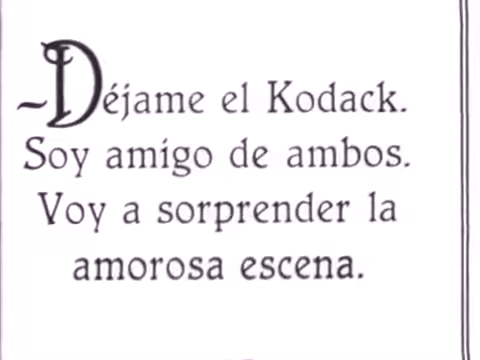 –Déjame el Kodack.
Soy amigo de ambos.
Voy a sorprender la
amorosa escena.